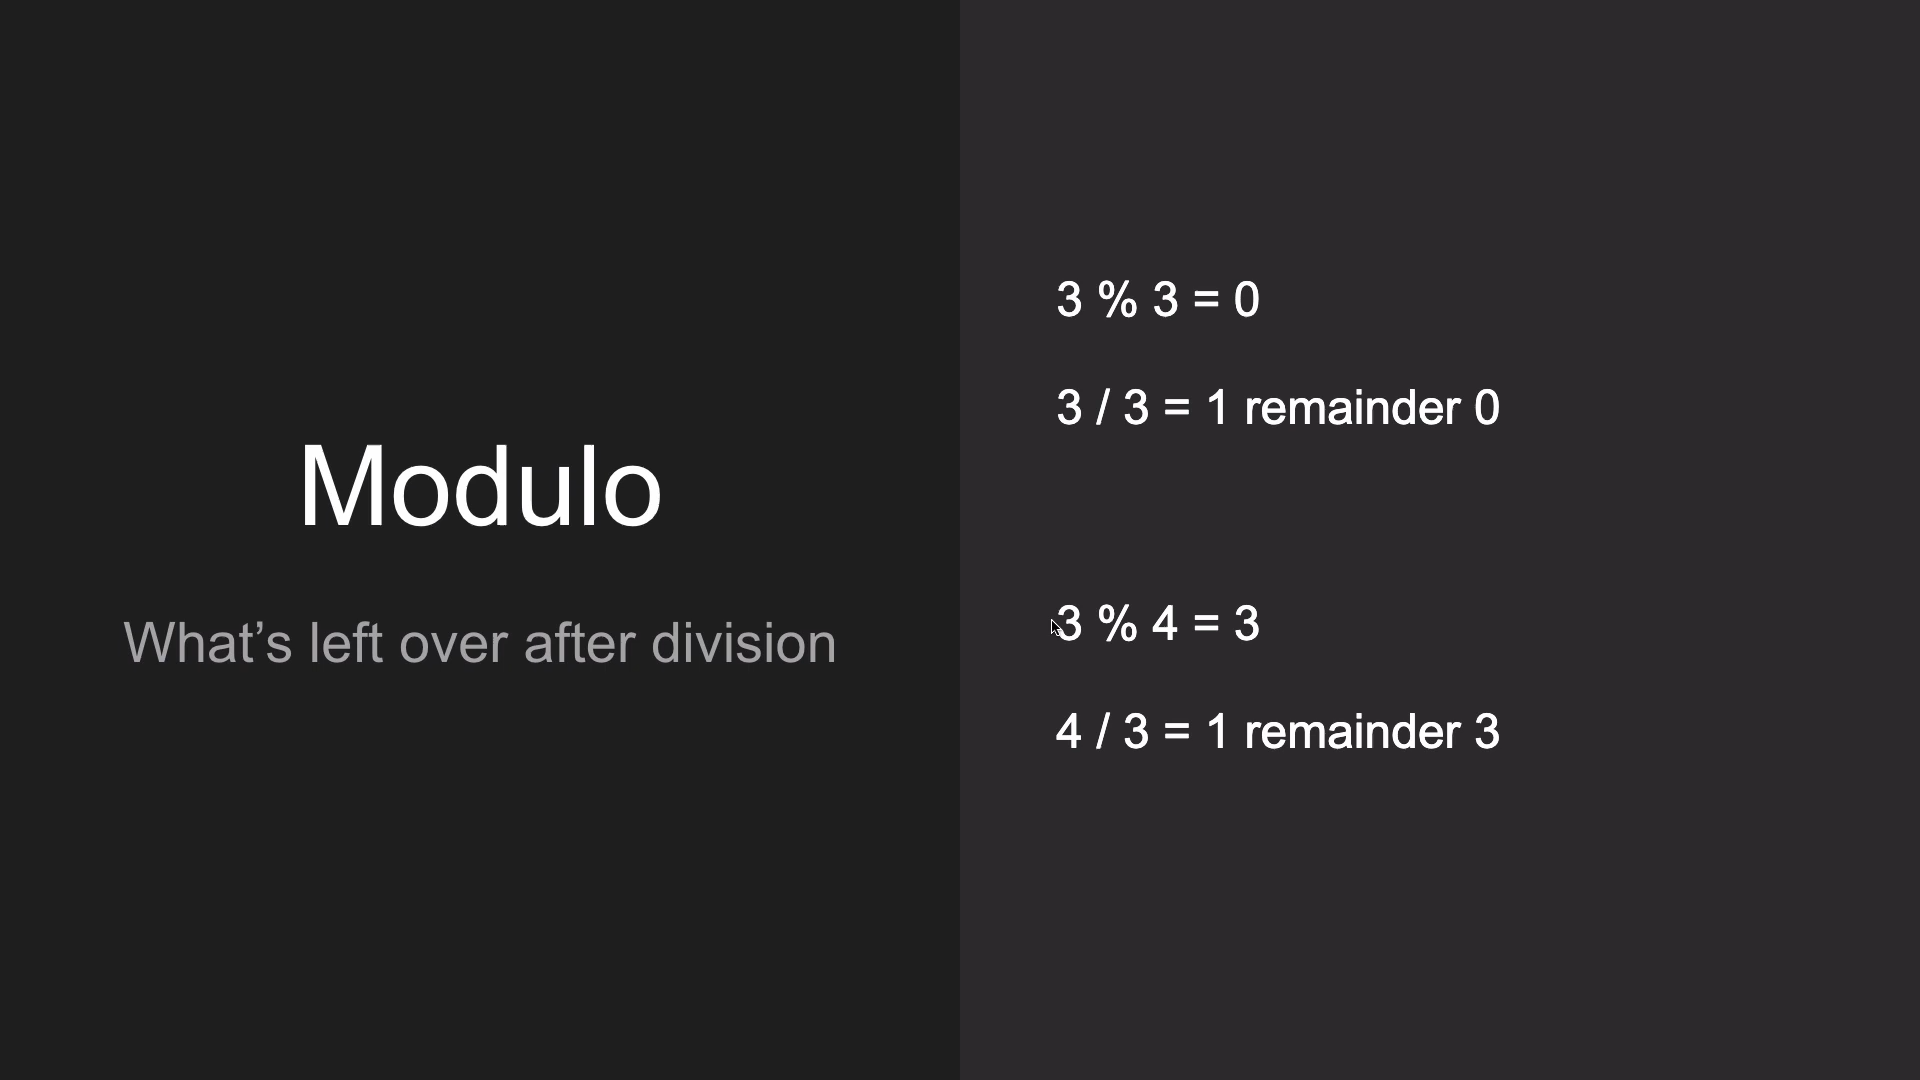 Modulo
What’s left over after division
3 % 3 = 0
3 / 3 = 1 remainder 0
3 % 4 = 3
4 / 3 = 1 remainder 3